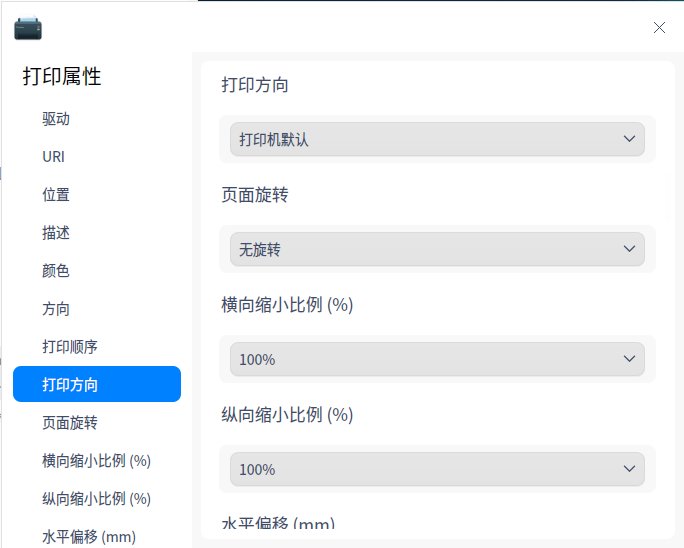 打印属性
驱动
URI
位置
描述
颜色
方向
打印顺序
打印方向
页面旋转
横向缩小比例 (%)
纵向缩小比例 (%)
水平偏移 (mm)
打印方向
打印机默认
页面旋转
无旋转
横向缩小比例 (%)
100%
纵向缩小比例 (%)
100%
水平偏移 (mm)